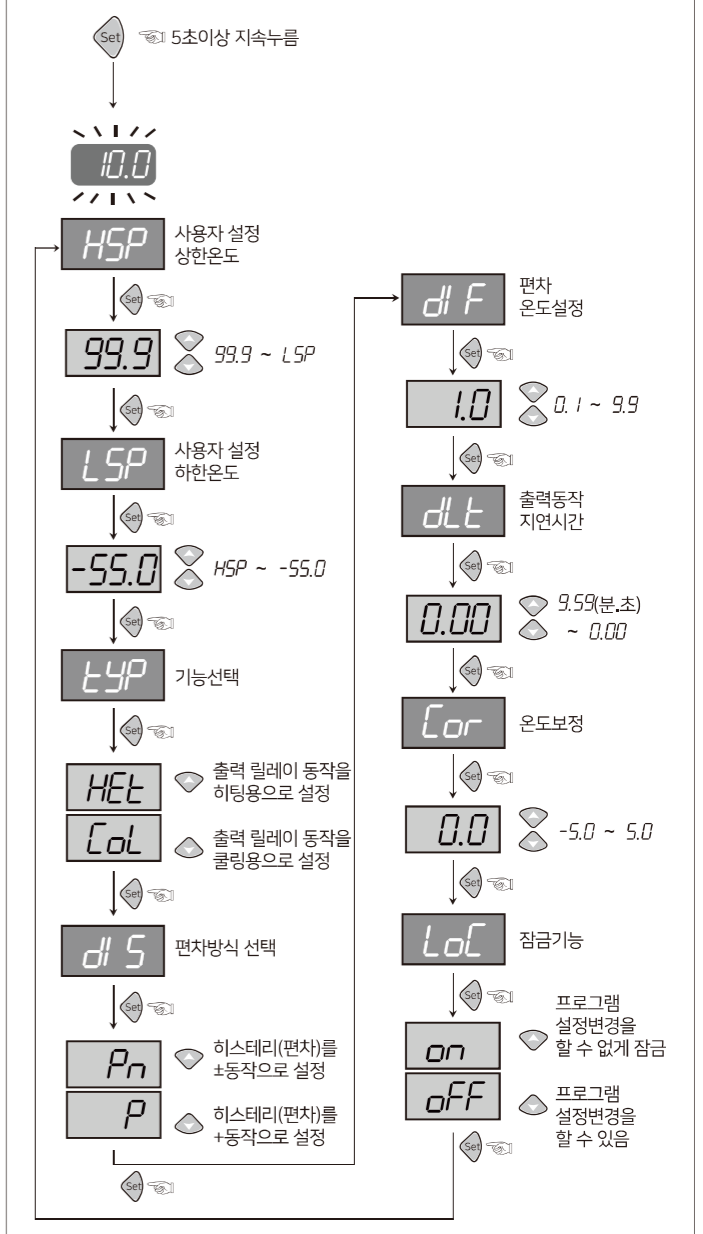 Set 5초이상 지속누름
10.0
HSP 사용자 설정
상한온도
Set
99.9 99.9 ~ LSP
Set
LSP 사용자 설정
하한온도
Set
-55.0 HSP ~ -55.0
Set
tYP 기능선택
Set
HEt 출력 릴레이 동작을
히팅용으로 설정
CoL 출력 릴레이 동작을
쿨링용으로 설정
Set
diS 편차방식 선택
Set
Pn 히스테리(편차)를
±동작으로 설정
P 히스테리(편차)를
+동작으로 설정
Set
diF 편차
온도설정
Set
1.0 0.1 ~ 9.9
Set
dLt 출력동작
지연시간
Set
0.00 9.59(분.초)
~ 0.00
Set
Cor 온도보정
Set
0.0 -5.0 ~ 5.0
Set
LoC 잠금기능
Set
on 프로그램
설정변경을
할 수 없게 잠금
oFF 프로그램
설정변경을
할 수 있음
Set